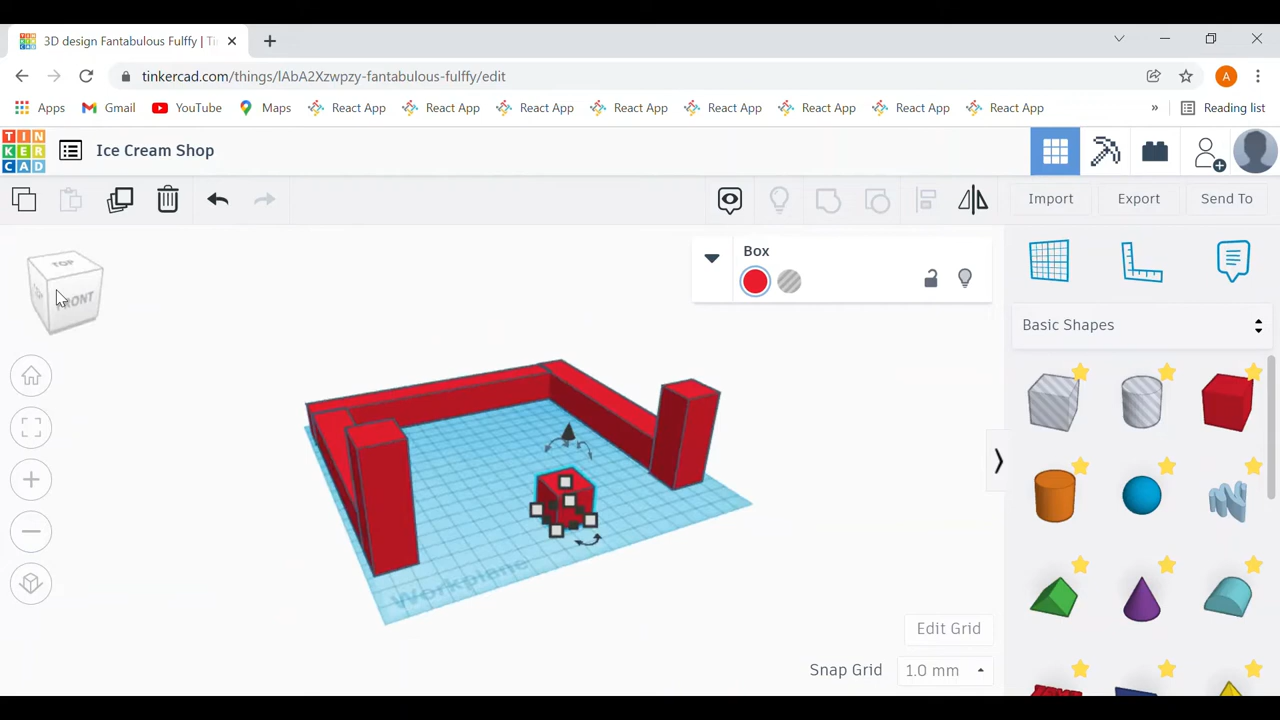 3D design Fantabulous Fulffy | Ti
tinkercad.com/things/lAbA2Xzwpzy-fantabulous-fulffy/edit
A
Apps Gmail YouTube Maps React App React App React App React App React App React App React App React App » Reading list
TIN
KER
CAD
Ice Cream Shop
Import Export Send To
TOP
FRONT
Box
Basic Shapes
Workplane
Edit Grid
Snap Grid 1.0 mm